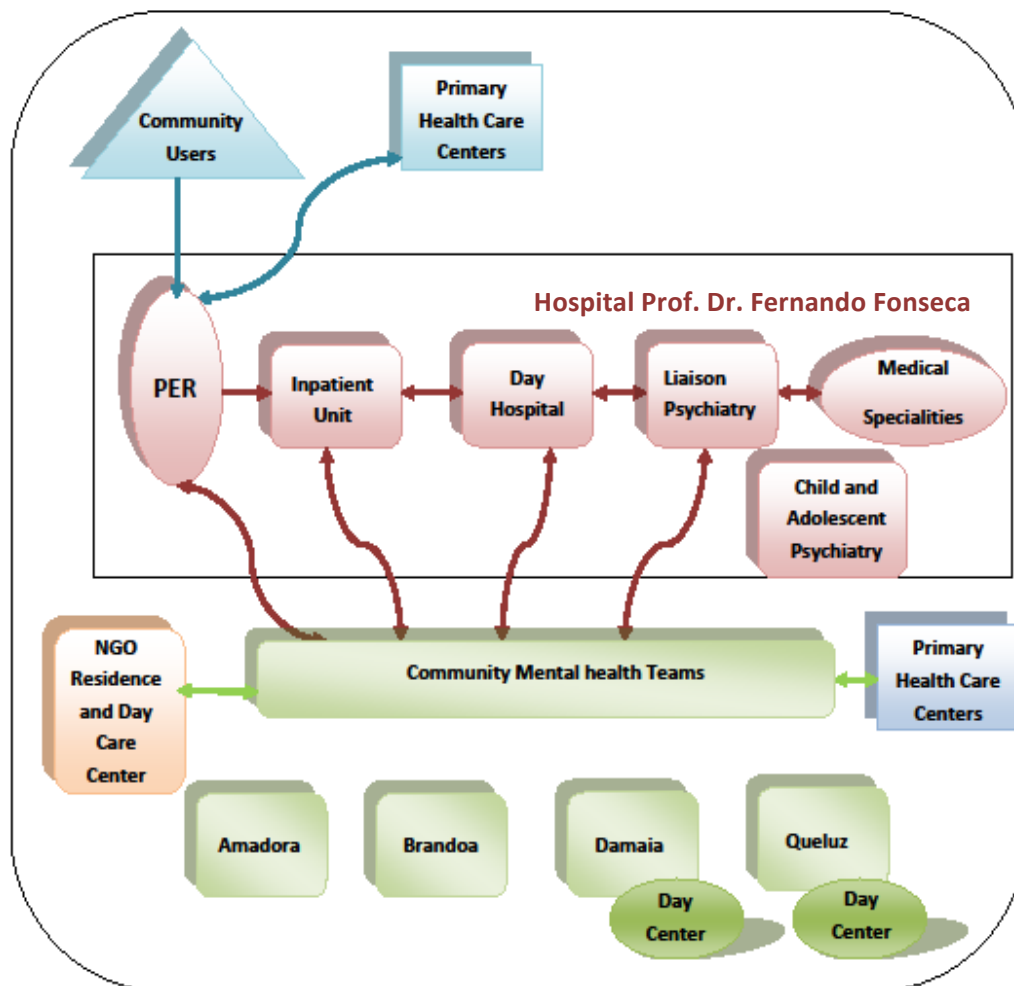 Community
Users
Primary
Health Care
Centers
Hospital Prof. Dr. Fernando Fonseca
PER
Inpatient
Unit
Day
Hospital
Liaison
Psychiatry
Medical
Specialities
Child and
Adolescent
Psychiatry
NGO
Residence
and Day
Care
Center
Community Mental health Teams
Primary
Health Care
Centers
Amadora
Brandoa
Damaia
Queluz
Day
Center
Day
Center